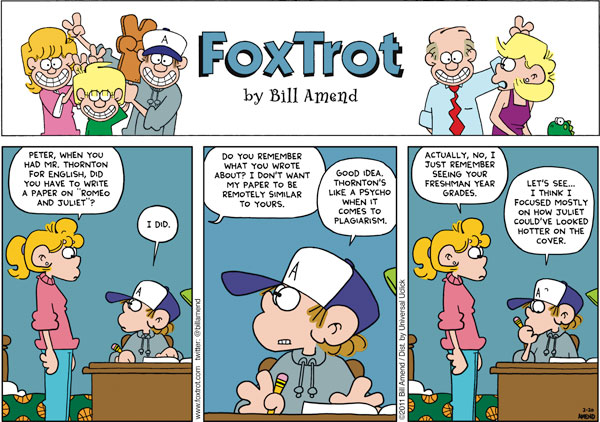 FoxTrot
by Bill Amend
A
PETER, WHEN YOU
HAD MR. THORNTON
FOR ENGLISH, DID
YOU HAVE TO WRITE
A PAPER ON "ROMEO
AND JULIET"?
I DID.
A
www.foxtrot.com twitter: @billamend
DO YOU REMEMBER
WHAT YOU WROTE
ABOUT? I DON'T WANT
MY PAPER TO BE
REMOTELY SIMILAR
TO YOURS.
GOOD IDEA.
THORNTON'S
LIKE A PSYCHO
WHEN IT
COMES TO
PLAGIARISM.
A
©2011 Bill Amend / Dist. by Universal Uclick
ACTUALLY, NO, I
JUST REMEMBER
SEEING YOUR
FRESHMAN YEAR
GRADES.
LET'S SEE...
I THINK I
FOCUSED MOSTLY
ON HOW JULIET
COULD'VE LOOKED
HOTTER ON THE
COVER.
A
2-20
AMEND